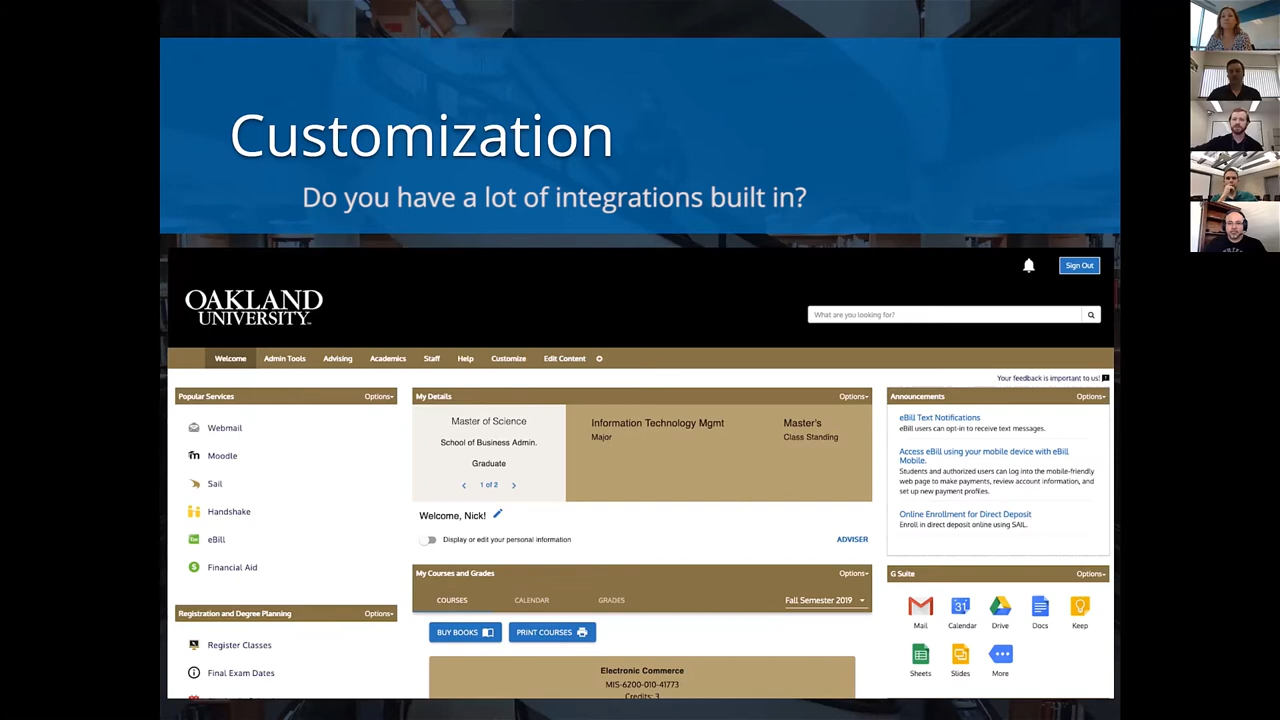 Customization
Do you have a lot of integrations built in?
Sign Out
OAKLAND
UNIVERSITY™
What are you looking for?
Welcome
Admin Tools
Advising
Academics
Staff
Help
Customize
Edit Content
Your feedback is important to us!
Popular Services
Options
Webmail
Moodle
Sail
Handshake
eBill
Financial Aid
Registration and Degree Planning
Options
Register Classes
Final Exam Dates
My Details
Options
Master of Science
School of Business Admin.
Graduate
1 of 2
Information Technology Mgmt
Major
Master's
Class Standing
Welcome, Nick!
Display or edit your personal information
ADVISER
My Courses and Grades
Options
COURSES
CALENDAR
GRADES
Fall Semester 2019
BUY BOOKS
PRINT COURSES
Electronic Commerce
MIS-6200-010-41773
Credits: 3
Announcements
Options
eBill Text Notifications
eBill users can opt-in to receive text messages.
Access eBill using your mobile device with eBill
Mobile.
Students and authorized users can log into the mobile-friendly
web page to make payments, review account information, and
set up new payment profiles.
Online Enrollment for Direct Deposit
Enroll in direct deposit online using SAIL.
G Suite
Options
31
Mail
Calendar
Drive
Docs
Keep
Sheets
Slides
More